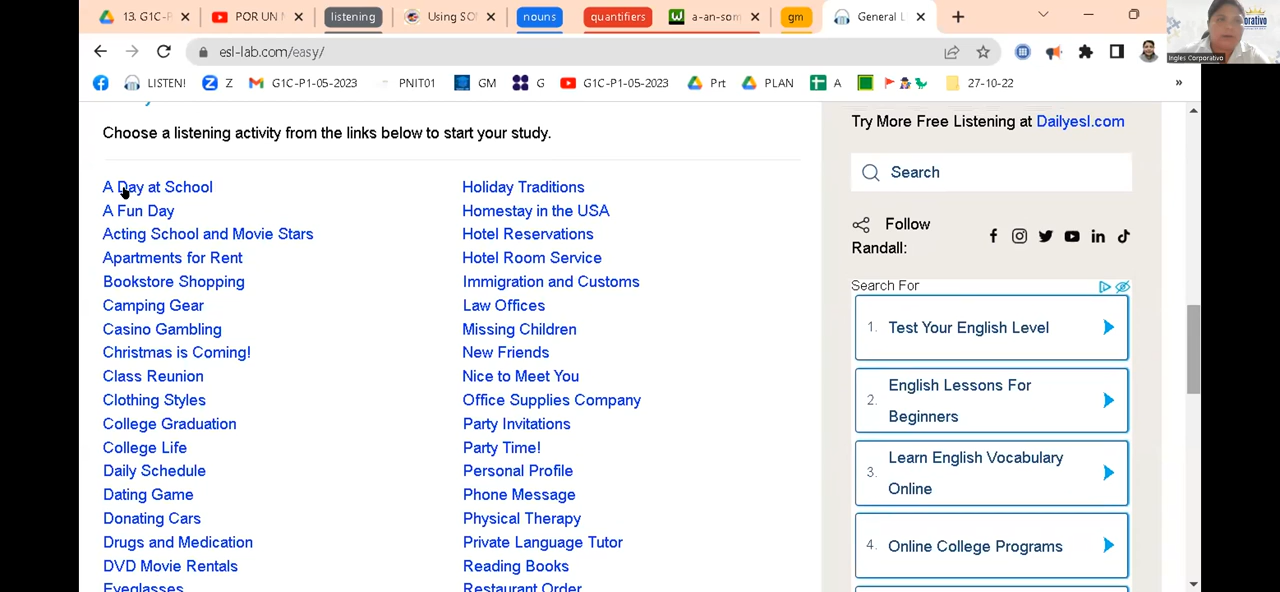 13. G1C-P
POR UN M
listening
Using SO
nouns
quantifiers
a-an-som
gm
General L
esl-lab.com/easy/
LISTEN!
Z
G1C-P1-05-2023
PNIT01
GM
G
G1C-P1-05-2023
Prt
PLAN
A
27-10-22
»
Ingles Corporativo
Choose a listening activity from the links below to start your study.
A Day at School
A Fun Day
Acting School and Movie Stars
Apartments for Rent
Bookstore Shopping
Camping Gear
Casino Gambling
Christmas is Coming!
Class Reunion
Clothing Styles
College Graduation
College Life
Daily Schedule
Dating Game
Donating Cars
Drugs and Medication
DVD Movie Rentals
Eyeglasses
Holiday Traditions
Homestay in the USA
Hotel Reservations
Hotel Room Service
Immigration and Customs
Law Offices
Missing Children
New Friends
Nice to Meet You
Office Supplies Company
Party Invitations
Party Time!
Personal Profile
Phone Message
Physical Therapy
Private Language Tutor
Reading Books
Restaurant Order
Try More Free Listening at Dailyesl.com
Search
Follow
Randall:
Search For
1. Test Your English Level
2. English Lessons For
Beginners
3. Learn English Vocabulary
Online
4. Online College Programs